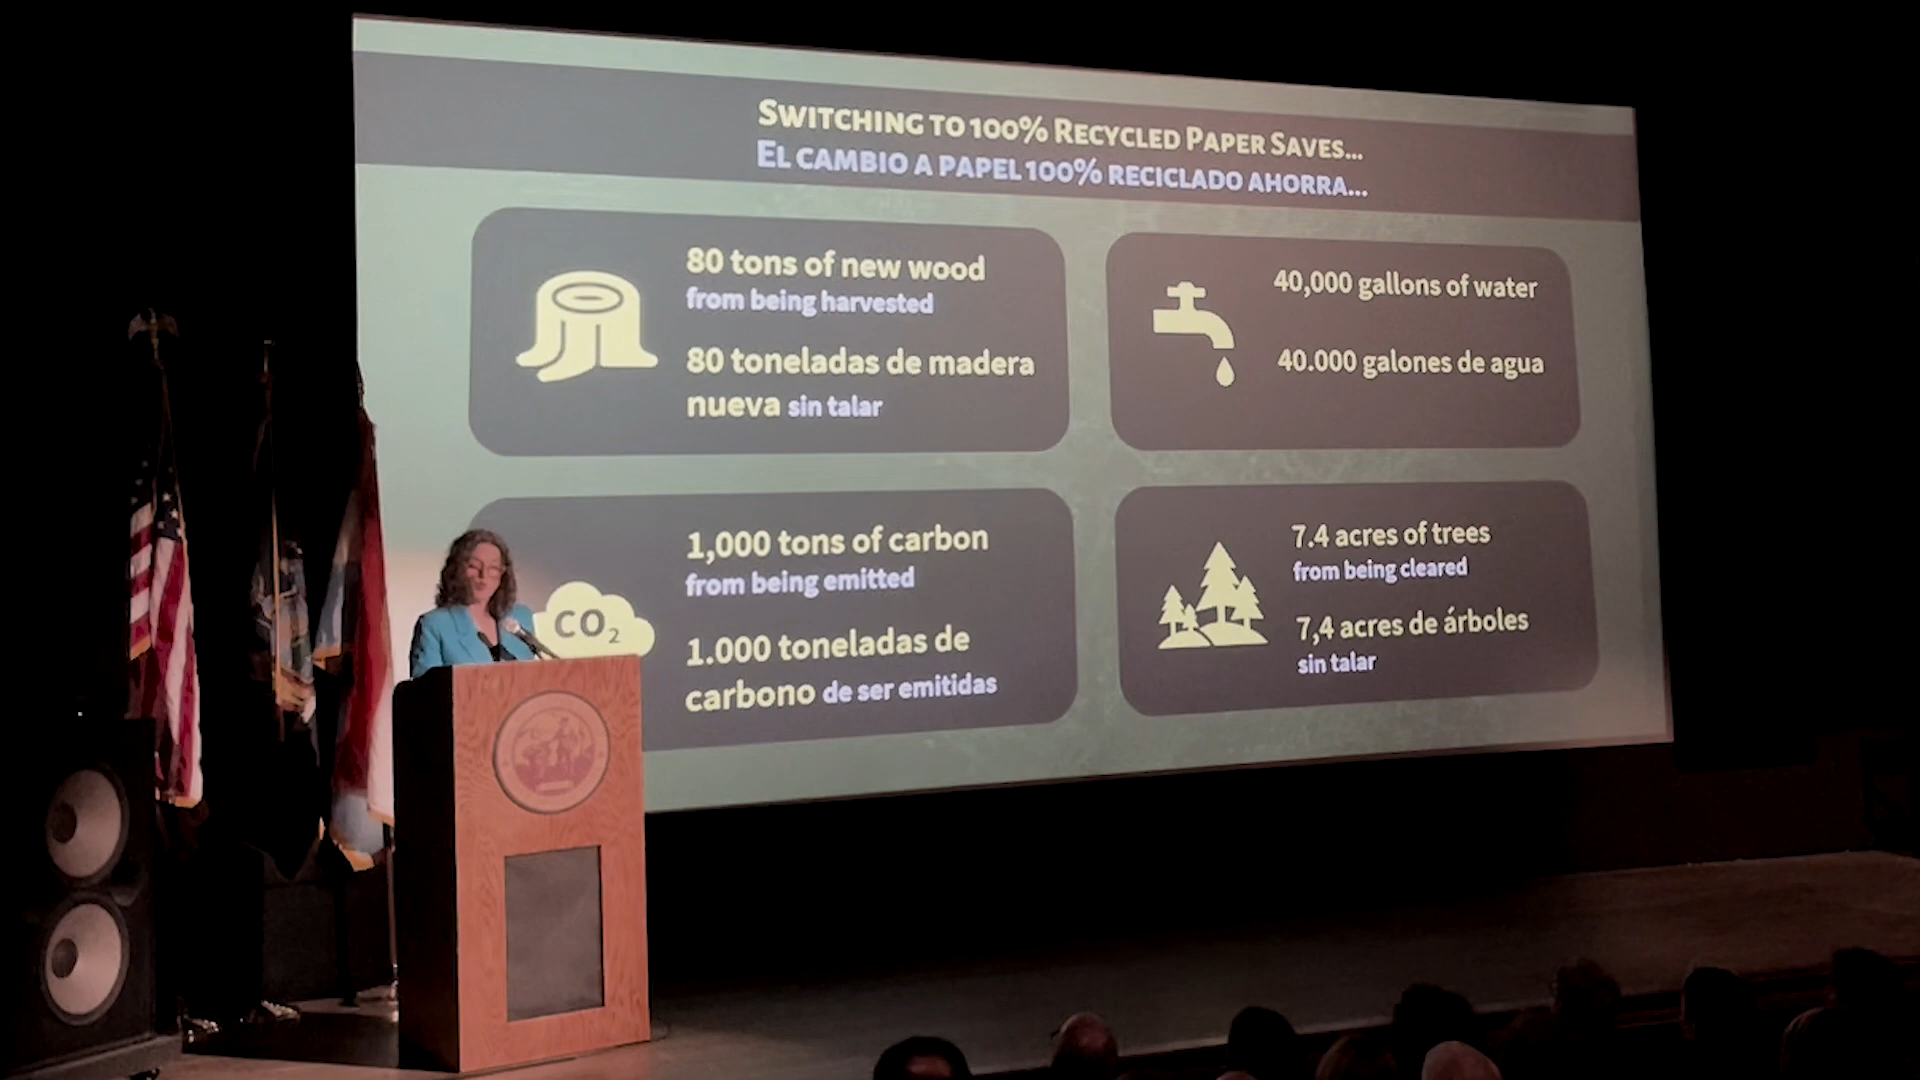 SWITCHING TO 100% RECYCLED PAPER SAVES...
EL CAMBIO A PAPEL 100% RECICLADO AHORRA...
80 tons of new wood
from being harvested
80 toneladas de madera
nueva sin talar
40,000 gallons of water
40.000 galones de agua
1,000 tons of carbon
from being emitted
1.000 toneladas de
carbono de ser emitidas
CO₂
7.4 acres of trees
from being cleared
7,4 acres de árboles
sin talar